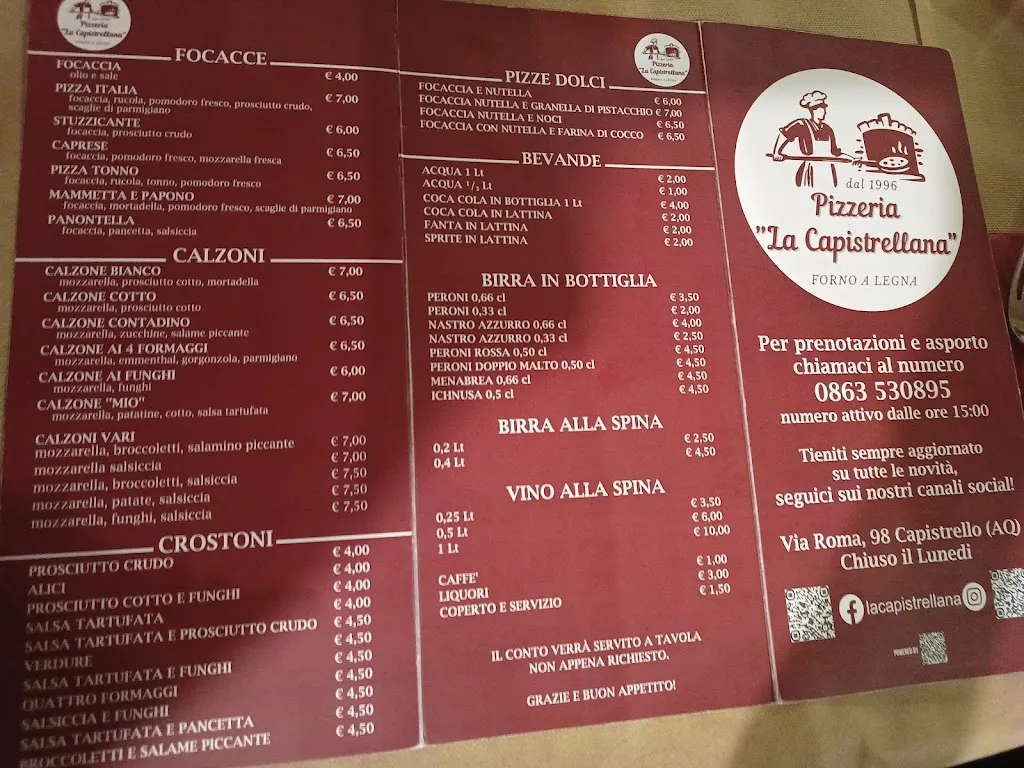 Pizzeria
"La Capistrellana"
FORNO A LEGNA
FOCACCE
FOCACCIA € 4,00
olio e sale
PIZZA ITALIA € 7,00
focaccia, rucola, pomodoro fresco, prosciutto crudo,
scaglie di parmigiano
STUZZICANTE € 6,00
focaccia, prosciutto crudo
CAPRESE € 6,50
focaccia, pomodoro fresco, mozzarella fresca
PIZZA TONNO € 6,50
focaccia, rucola, tonno, pomodoro fresco
MAMMETTA E PAPONO € 7,00
focaccia, mortadella, pomodoro fresco, scaglie di parmigiano
PANONTELLA € 6,50
focaccia, pancetta, salsiccia
CALZONI
CALZONE BIANCO € 7,00
mozzarella, prosciutto cotto, mortadella
CALZONE COTTO € 6,50
mozzarella, prosciutto cotto
CALZONE CONTADINO € 6,50
mozzarella, zucchine, salame piccante
CALZONE AI 4 FORMAGGI € 6,50
mozzarella, emmenthal, gorgonzola, parmigiano
CALZONE AI FUNGHI € 6,00
mozzarella, funghi
CALZONE "MIO" € 7,00
mozzarella, patatine, cotto, salsa tartufata
CALZONI VARI
mozzarella, broccoletti, salamino piccante € 7,00
mozzarella salsiccia € 7,00
mozzarella, broccoletti, salsiccia € 7,50
mozzarella, patate, salsiccia € 7,50
mozzarella, funghi, salsiccia € 7,50
CROSTONI
PROSCIUTTO CRUDO € 4,00
ALICI € 4,00
PROSCIUTTO COTTO E FUNGHI € 4,00
SALSA TARTUFATA € 4,00
SALSA TARTUFATA E PROSCIUTTO CRUDO € 4,50
VERDURE € 4,50
SALSA TARTUFATA E FUNGHI € 4,50
QUATTRO FORMAGGI € 4,50
SALSICCIA E FUNGHI € 4,50
SALSA TARTUFATA E PANCETTA € 4,50
BROCCOLETTI E SALAME PICCANTE € 4,50
Pizzeria
"La Capistrellana"
FORNO A LEGNA
PIZZE DOLCI
FOCACCIA E NUTELLA € 6,00
FOCACCIA NUTELLA E GRANELLA DI PISTACCHIO € 7,00
FOCACCIA NUTELLA E NOCI € 6,50
FOCACCIA CON NUTELLA E FARINA DI COCCO € 6,50
BEVANDE
ACQUA 1 Lt € 2,00
ACQUA 1/2 Lt € 1,00
COCA COLA IN BOTTIGLIA 1 Lt € 4,00
COCA COLA IN LATTINA € 2,00
FANTA IN LATTINA € 2,00
SPRITE IN LATTINA € 2,00
BIRRA IN BOTTIGLIA
PERONI 0,66 cl € 3,50
PERONI 0,33 cl € 2,00
NASTRO AZZURRO 0,66 cl € 4,00
NASTRO AZZURRO 0,33 cl € 2,50
PERONI ROSSA 0,50 cl € 4,50
PERONI DOPPIO MALTO 0,50 cl € 4,50
MENABREA 0,66 cl € 4,50
ICHNUSA 0,5 cl € 4,50
BIRRA ALLA SPINA
0,2 Lt € 2,50
0,4 Lt € 4,50
VINO ALLA SPINA
0,25 Lt € 3,50
0,5 Lt € 6,00
1 Lt € 10,00
CAFFE' € 1,00
LIQUORI € 3,00
COPERTO E SERVIZIO € 1,50
IL CONTO VERRÀ SERVITO A TAVOLA
NON APPENA RICHIESTO.
GRAZIE E BUON APPETITO!
dal 1996
Pizzeria
"La Capistrellana"
FORNO A LEGNA
Per prenotazioni e asporto
chiamaci al numero
0863 530895
numero attivo dalle ore 15:00
Tieniti sempre aggiornato
su tutte le novità,
seguici sui nostri canali social!
Via Roma, 98 Capistrello (AQ)
Chiuso il Lunedi
lacapistrellana
POWERED BY